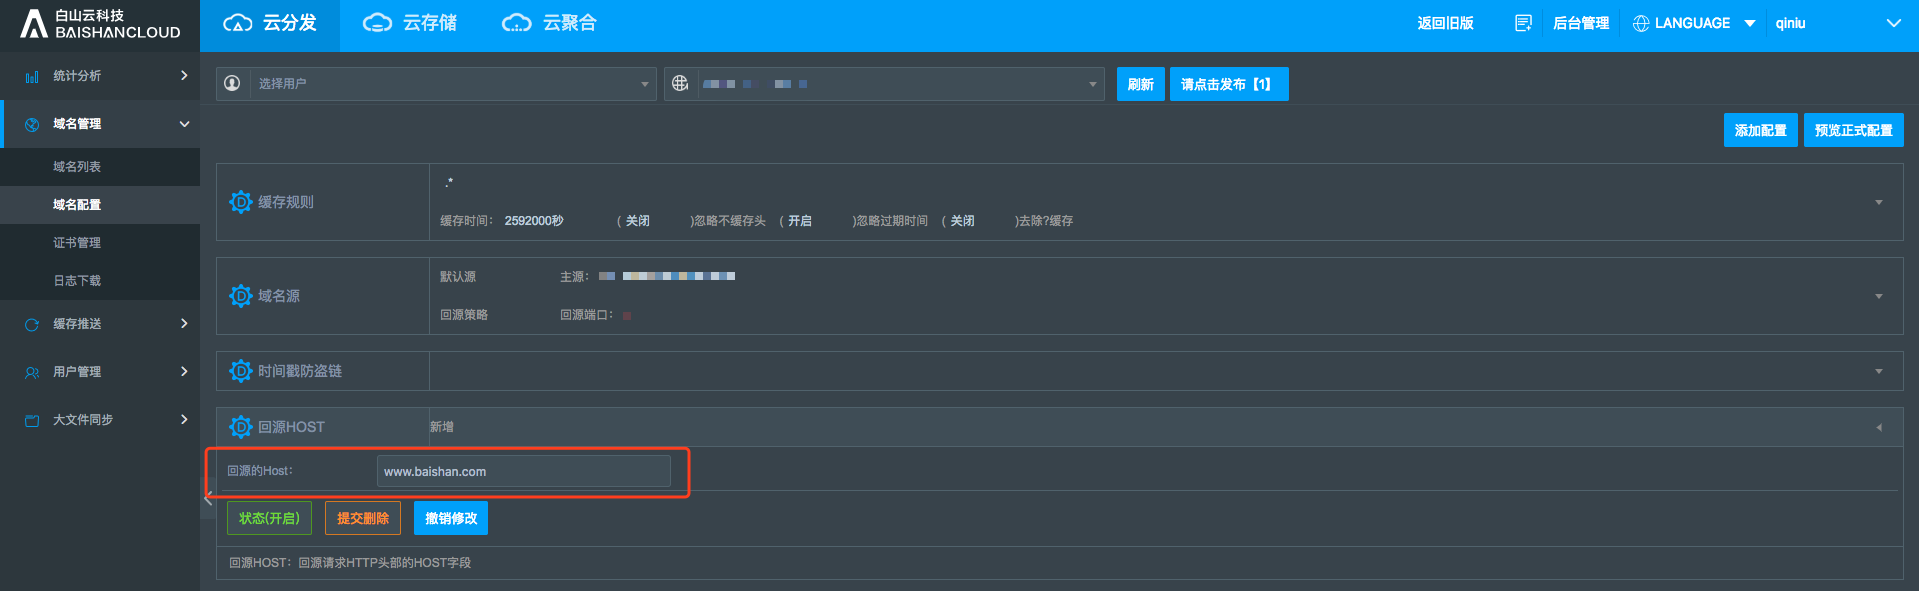 白山云科技
BAISHANCLOUD
云分发
云存储
云聚合
返回旧版
后台管理
LANGUAGE
qiniu
统计分析
域名管理
域名列表
域名配置
证书管理
日志下载
缓存推送
用户管理
大文件同步
选择用户
刷新
请点击发布【1】
添加配置
预览正式配置
缓存规则
.*
缓存时间： 2592000秒 ( 关闭 )忽略不缓存头 ( 开启 )忽略过期时间 ( 关闭 )去除?缓存
域名源
默认源 主源：
回源策略 回源端口：
时间戳防盗链
回源HOST
新增
回源的Host：
www.baishan.com
状态(开启)
提交删除
撤销修改
回源HOST：回源请求HTTP头部的HOST字段